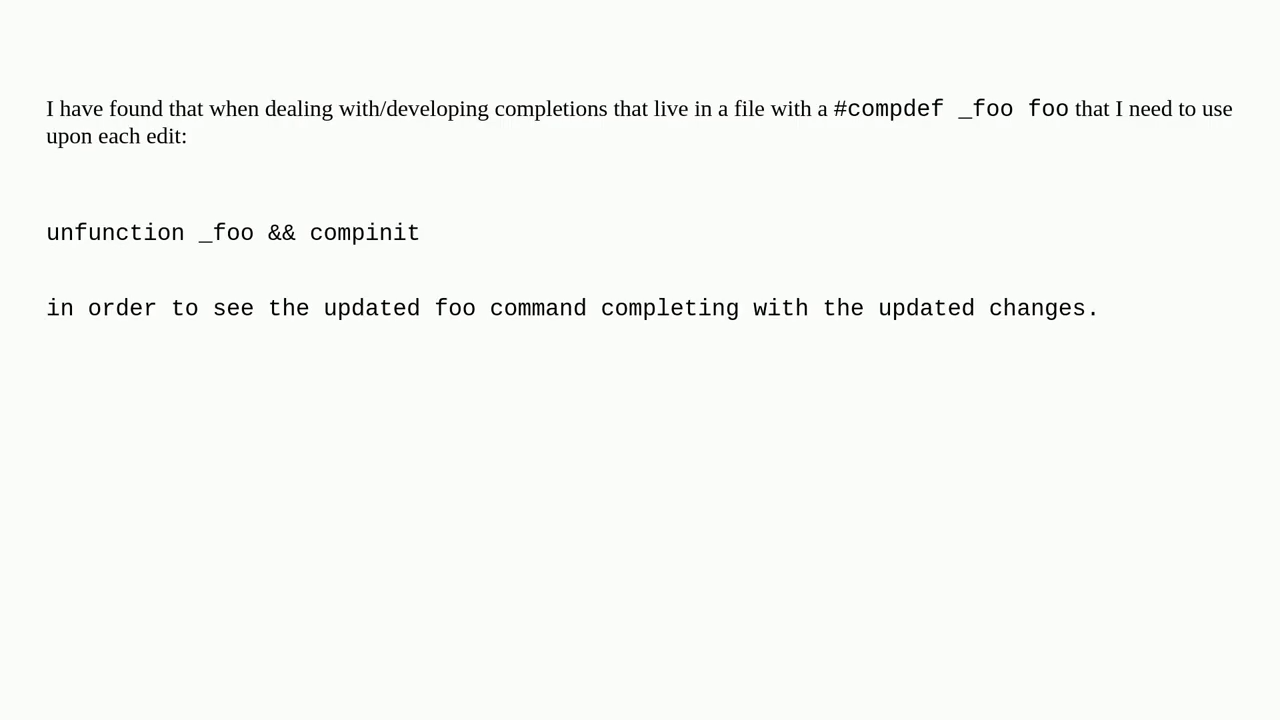 I have found that when dealing with/developing completions that live in a file with a #compdef _foo foo that I need to use
upon each edit:
unfunction _foo && compinit
in order to see the updated foo command completing with the updated changes.